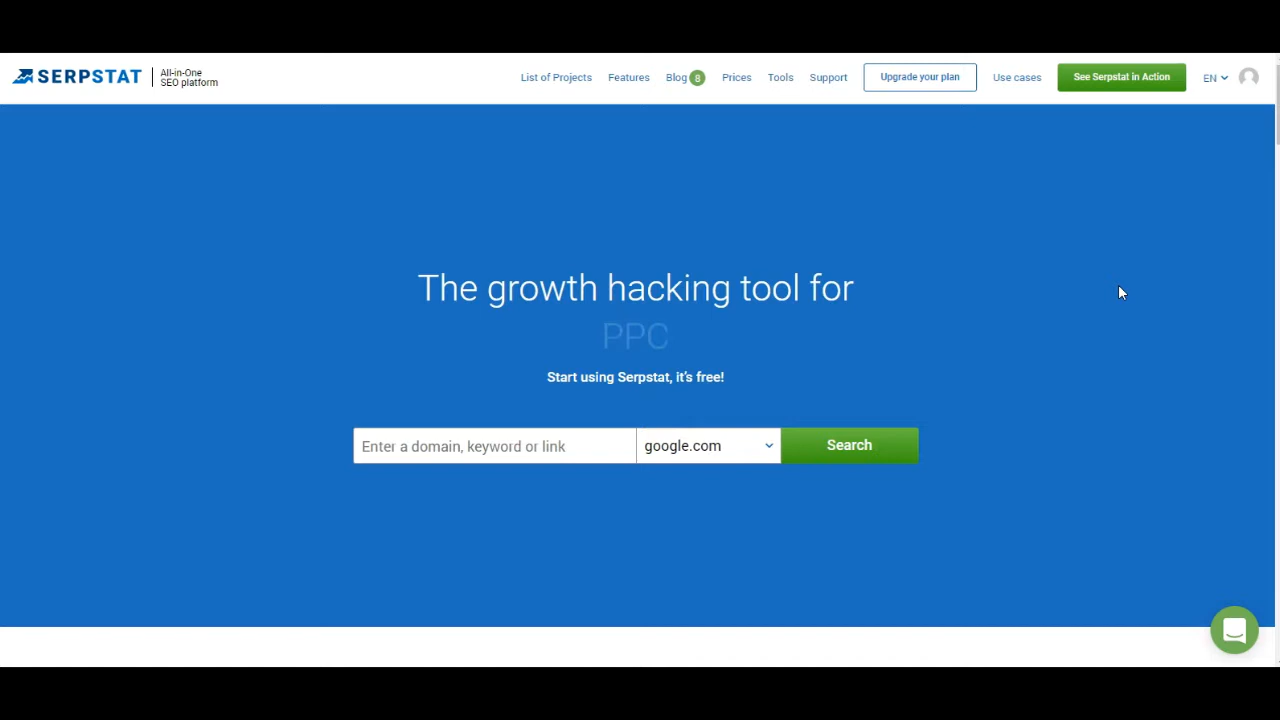 SERPSTAT
All-in-One
SEO platform
List of Projects Features Blog 8 Prices Tools Support Upgrade your plan Use cases See Serpstat in Action EN
The growth hacking tool for
PPC
Start using Serpstat, it's free!
Enter a domain, keyword or link google.com Search